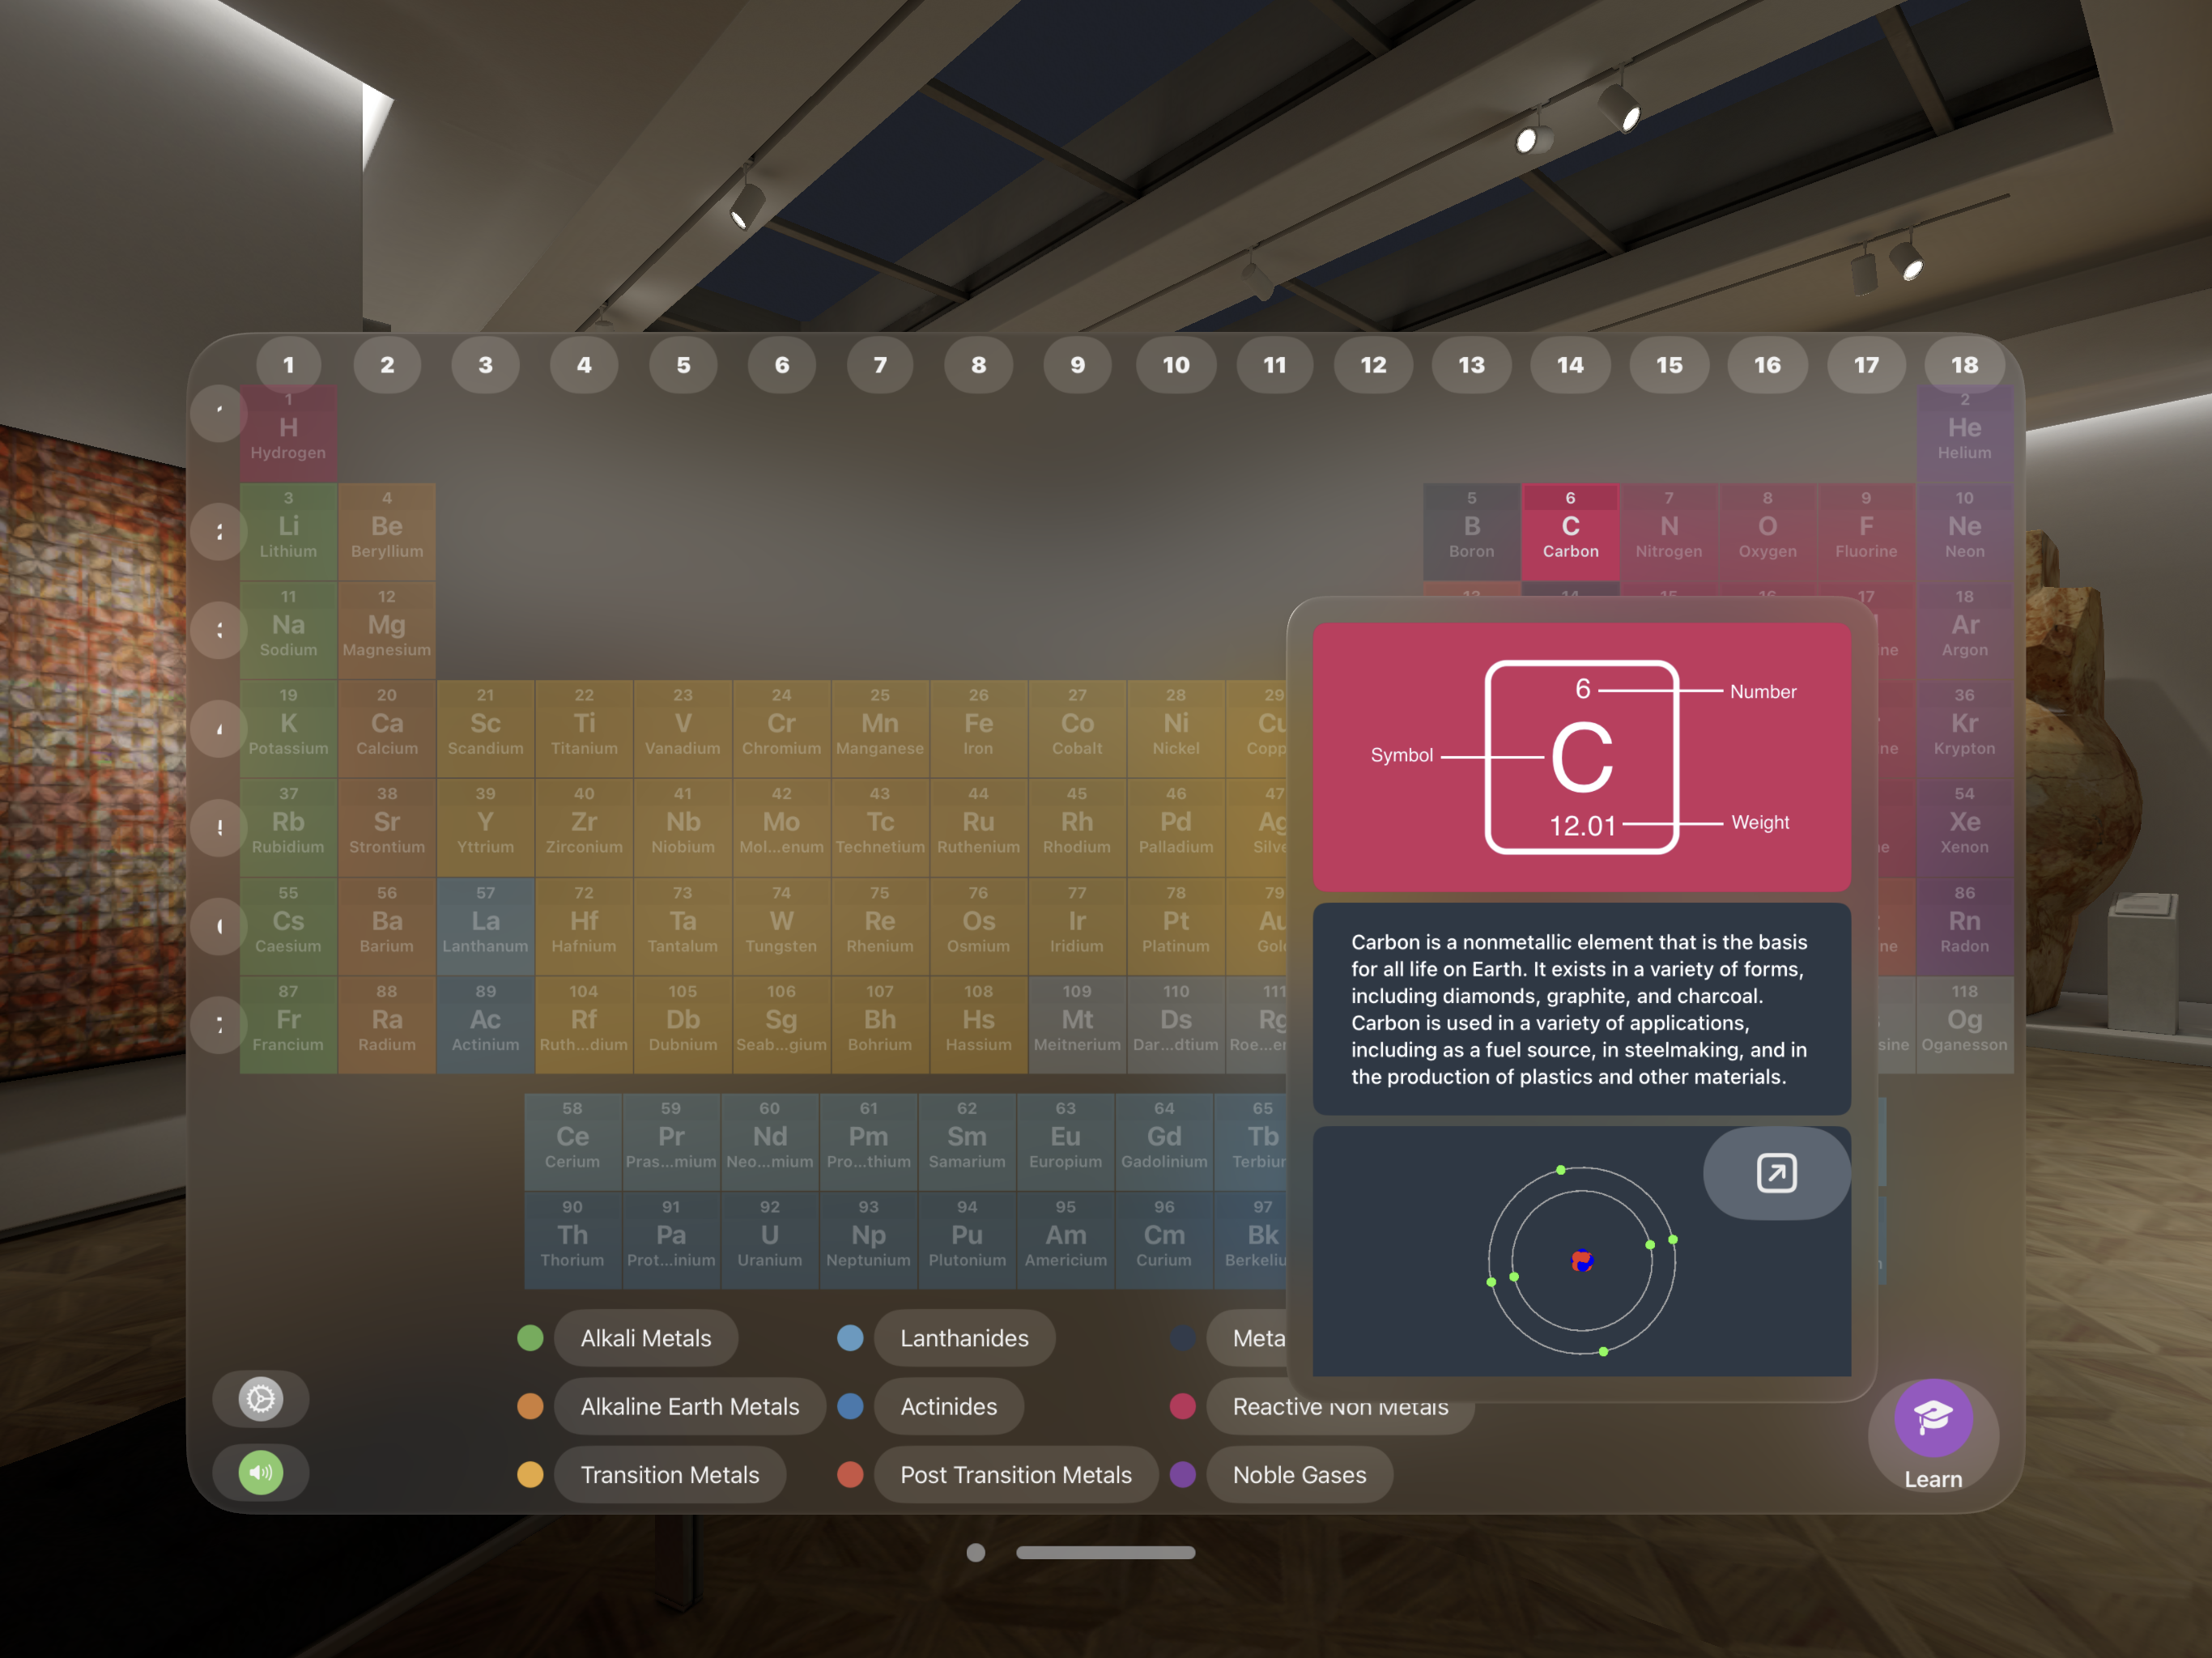 1 2 3 4 5 6 7 8 9 10 11 12 13 14 15 16 17 18
1 2
H He
Hydrogen Helium
3 4 5 6 7 8 9 10
Li Be B C N O F Ne
Lithium Beryllium Boron Carbon Nitrogen Oxygen Fluorine Neon
11 12 13 14 15 16 17 18
Na Mg Ar
Sodium Magnesium ine Argon
19 20 21 22 23 24 25 26 27 28 29 36
K Ca Sc Ti V Cr Mn Fe Co Ni Cu Kr
Potassium Calcium Scandium Titanium Vanadium Chromium Manganese Iron Cobalt Nickel Copp ne Krypton
37 38 39 40 41 42 43 44 45 46 47 54
Rb Sr Y Zr Nb Mo Tc Ru Rh Pd Ag Xe
Rubidium Strontium Yttrium Zirconium Niobium Mol...enum Technetium Ruthenium Rhodium Palladium Silve Xenon
55 56 57 72 73 74 75 76 77 78 79 86
Cs Ba La Hf Ta W Re Os Ir Pt Au Rn
Caesium Barium Lanthanum Hafnium Tantalum Tungsten Rhenium Osmium Iridium Platinum Gold ne Radon
87 88 89 104 105 106 107 108 109 110 111 118
Fr Ra Ac Rf Db Sg Bh Hs Mt Ds Rg Og
Francium Radium Actinium Ruth...dium Dubnium Seab...gium Bohrium Hassium Meitnerium Dar...dtium Roe...en sine Oganesson
58 59 60 61 62 63 64 65
Ce Pr Nd Pm Sm Eu Gd Tb
Cerium Pras...mium Neo...mium Pro...thium Samarium Europium Gadolinium Terbiur
90 91 92 93 94 95 96 97
Th Pa U Np Pu Am Cm Bk
Thorium Prot...inium Uranium Neptunium Plutonium Americium Curium Berkeliu
6 Number
Symbol C
12.01 Weight
Carbon is a nonmetallic element that is the basis
for all life on Earth. It exists in a variety of forms,
including diamonds, graphite, and charcoal.
Carbon is used in a variety of applications,
including as a fuel source, in steelmaking, and in
the production of plastics and other materials.
Alkali Metals Lanthanides Meta
Alkaline Earth Metals Actinides Reactive Non Metals
Transition Metals Post Transition Metals Noble Gases
Learn